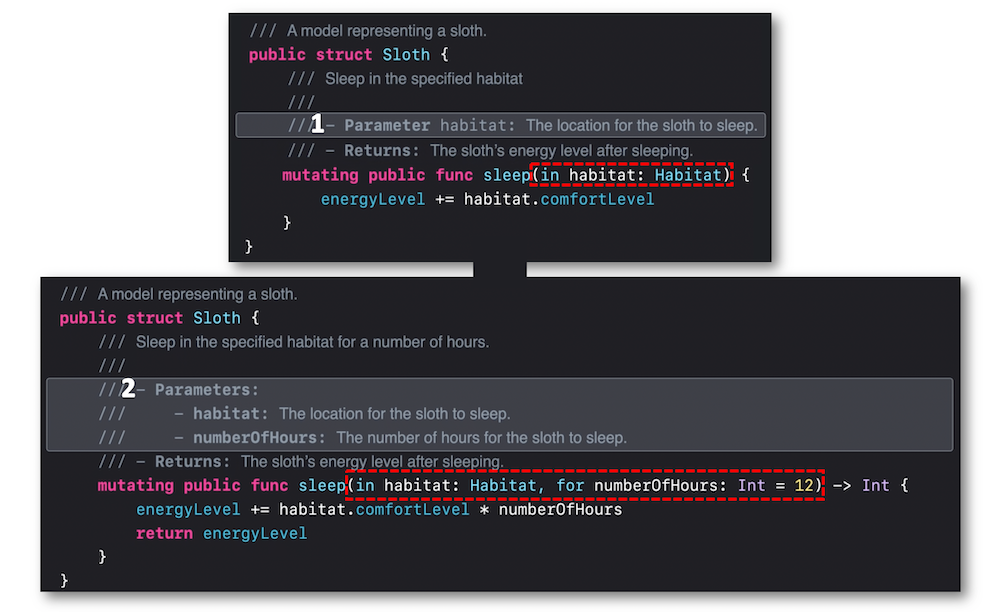 /// A model representing a sloth.
public struct Sloth {
/// Sleep in the specified habitat
///
/// 1 – Parameter habitat: The location for the sloth to sleep.
/// – Returns: The sloth’s energy level after sleeping.
mutating public func sleep(in habitat: Habitat) {
energyLevel += habitat.comfortLevel
}
}
/// A model representing a sloth.
public struct Sloth {
/// Sleep in the specified habitat for a number of hours.
///
/// 2 – Parameters:
/// – habitat: The location for the sloth to sleep.
/// – numberOfHours: The number of hours for the sloth to sleep.
/// – Returns: The sloth’s energy level after sleeping.
mutating public func sleep(in habitat: Habitat, for numberOfHours: Int = 12) –> Int {
energyLevel += habitat.comfortLevel * numberOfHours
return energyLevel
}
}